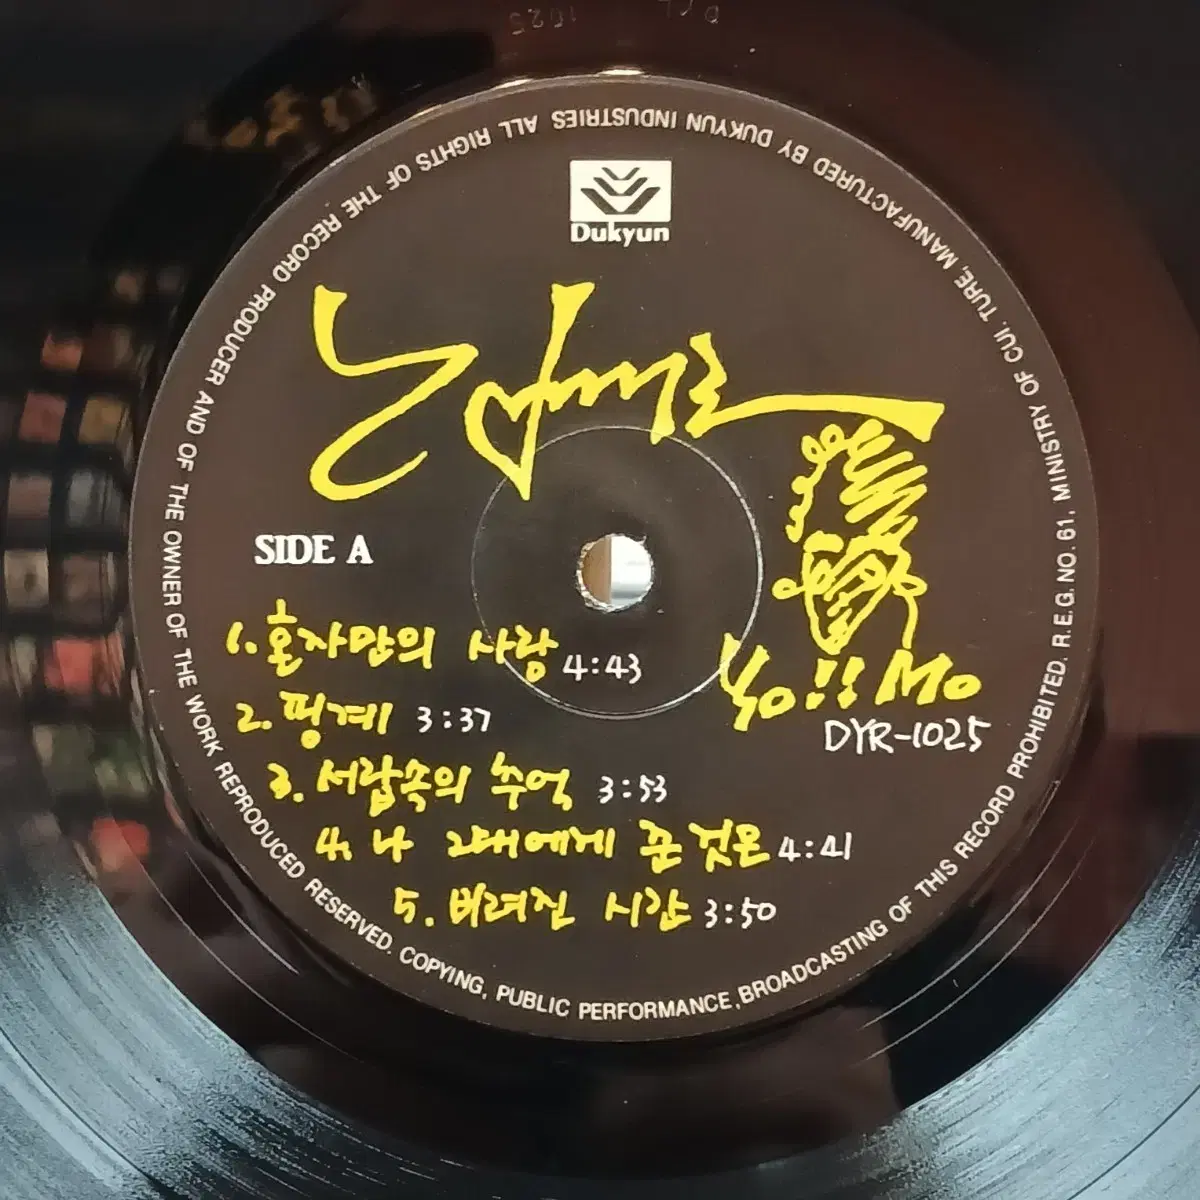 Dukyun
SIDE A
1. 혼자만의 사랑 4:43
2. 핑계 3:37
3. 서랍속의 추억 3:53
4. 나 그대에게 준 것은 4:41
5. 버려진 시간 3:50
Yo!! Mo
DYR-1025
MANUFACTURED BY DUKYUN INDUSTRIES ALL RIGHTS OF THE RECORD PRODUCER AND OF THE OWNER OF THE WORK REPRODUCED RESERVED. COPYING, PUBLIC PERFORMANCE, BROADCASTING OF THIS RECORD PROHIBITED. R.E.G. NO. 61, MINISTRY OF CUI. TURE,